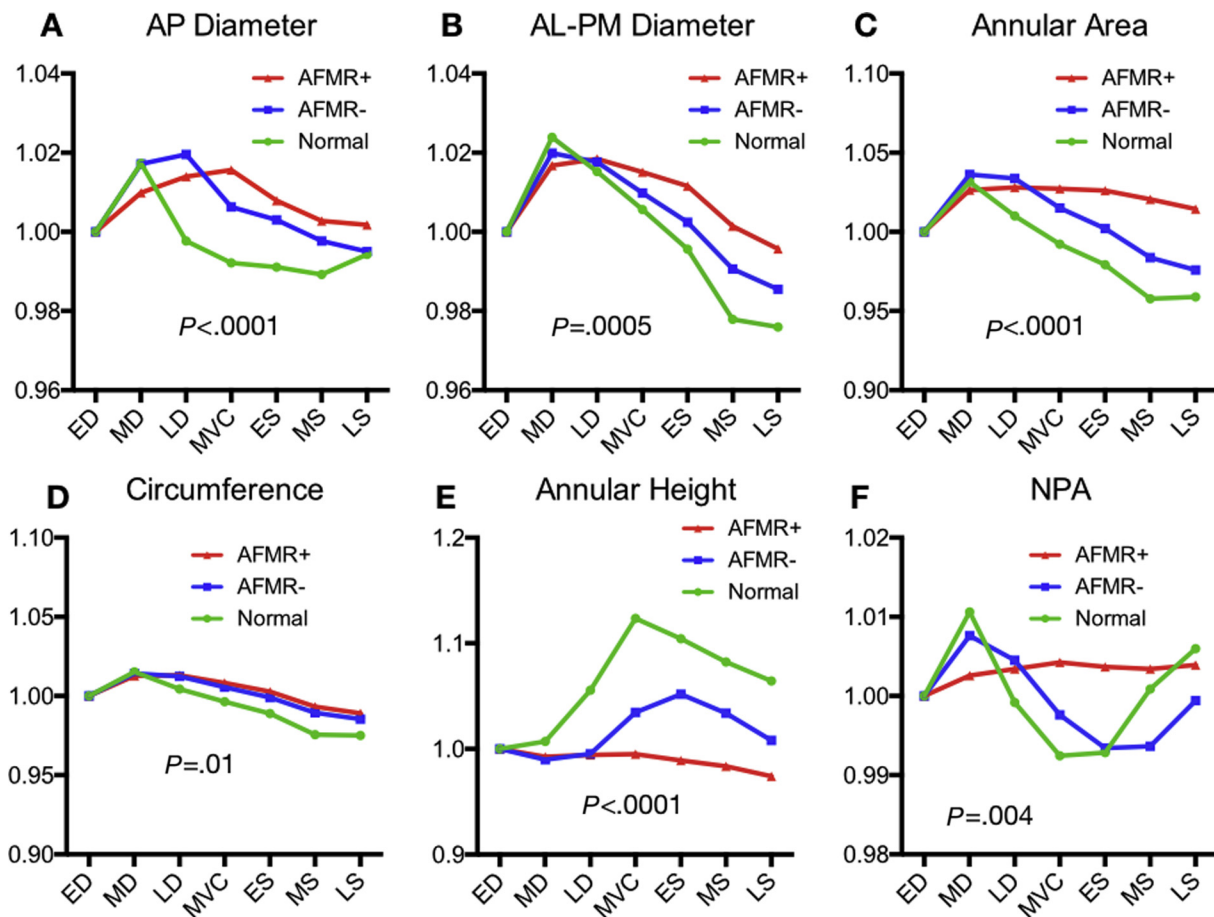 A AP Diameter
1.04
1.02
1.00
0.98
0.96
AFMR+
AFMR-
Normal
P<.0001
ED MD LD MVC ES MS LS
B AL-PM Diameter
1.04
1.02
1.00
0.98
0.96
AFMR+
AFMR-
Normal
P=.0005
ED MD LD MVC ES MS LS
C Annular Area
1.10
1.05
1.00
0.95
0.90
AFMR+
AFMR-
Normal
P<.0001
ED MD LD MVC ES MS LS
D Circumference
1.10
1.05
1.00
0.95
0.90
AFMR+
AFMR-
Normal
P=.01
ED MD LD MVC ES MS LS
E Annular Height
1.2
1.1
1.0
0.9
AFMR+
AFMR-
Normal
P<.0001
ED MD LD MVC ES MS LS
F NPA
1.02
1.01
1.00
0.99
0.98
AFMR+
AFMR-
Normal
P=.004
ED MD LD MVC ES MS LS